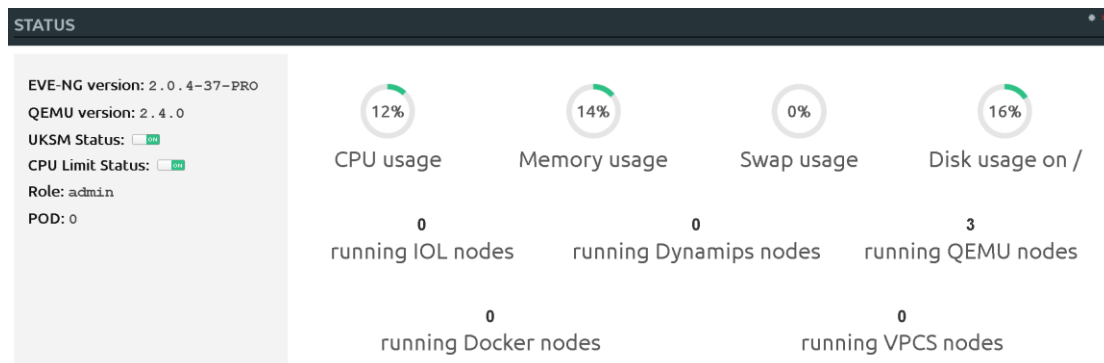 STATUS
EVE-NG version: 2.0.4-37-PRO
QEMU version: 2.4.0
UKSM Status: ON
CPU Limit Status: ON
Role: admin
POD: 0
12%
14%
0%
16%
CPU usage
Memory usage
Swap usage
Disk usage on /
0
0
3
running IOL nodes
running Dynamips nodes
running QEMU nodes
0
0
running Docker nodes
running VPCS nodes